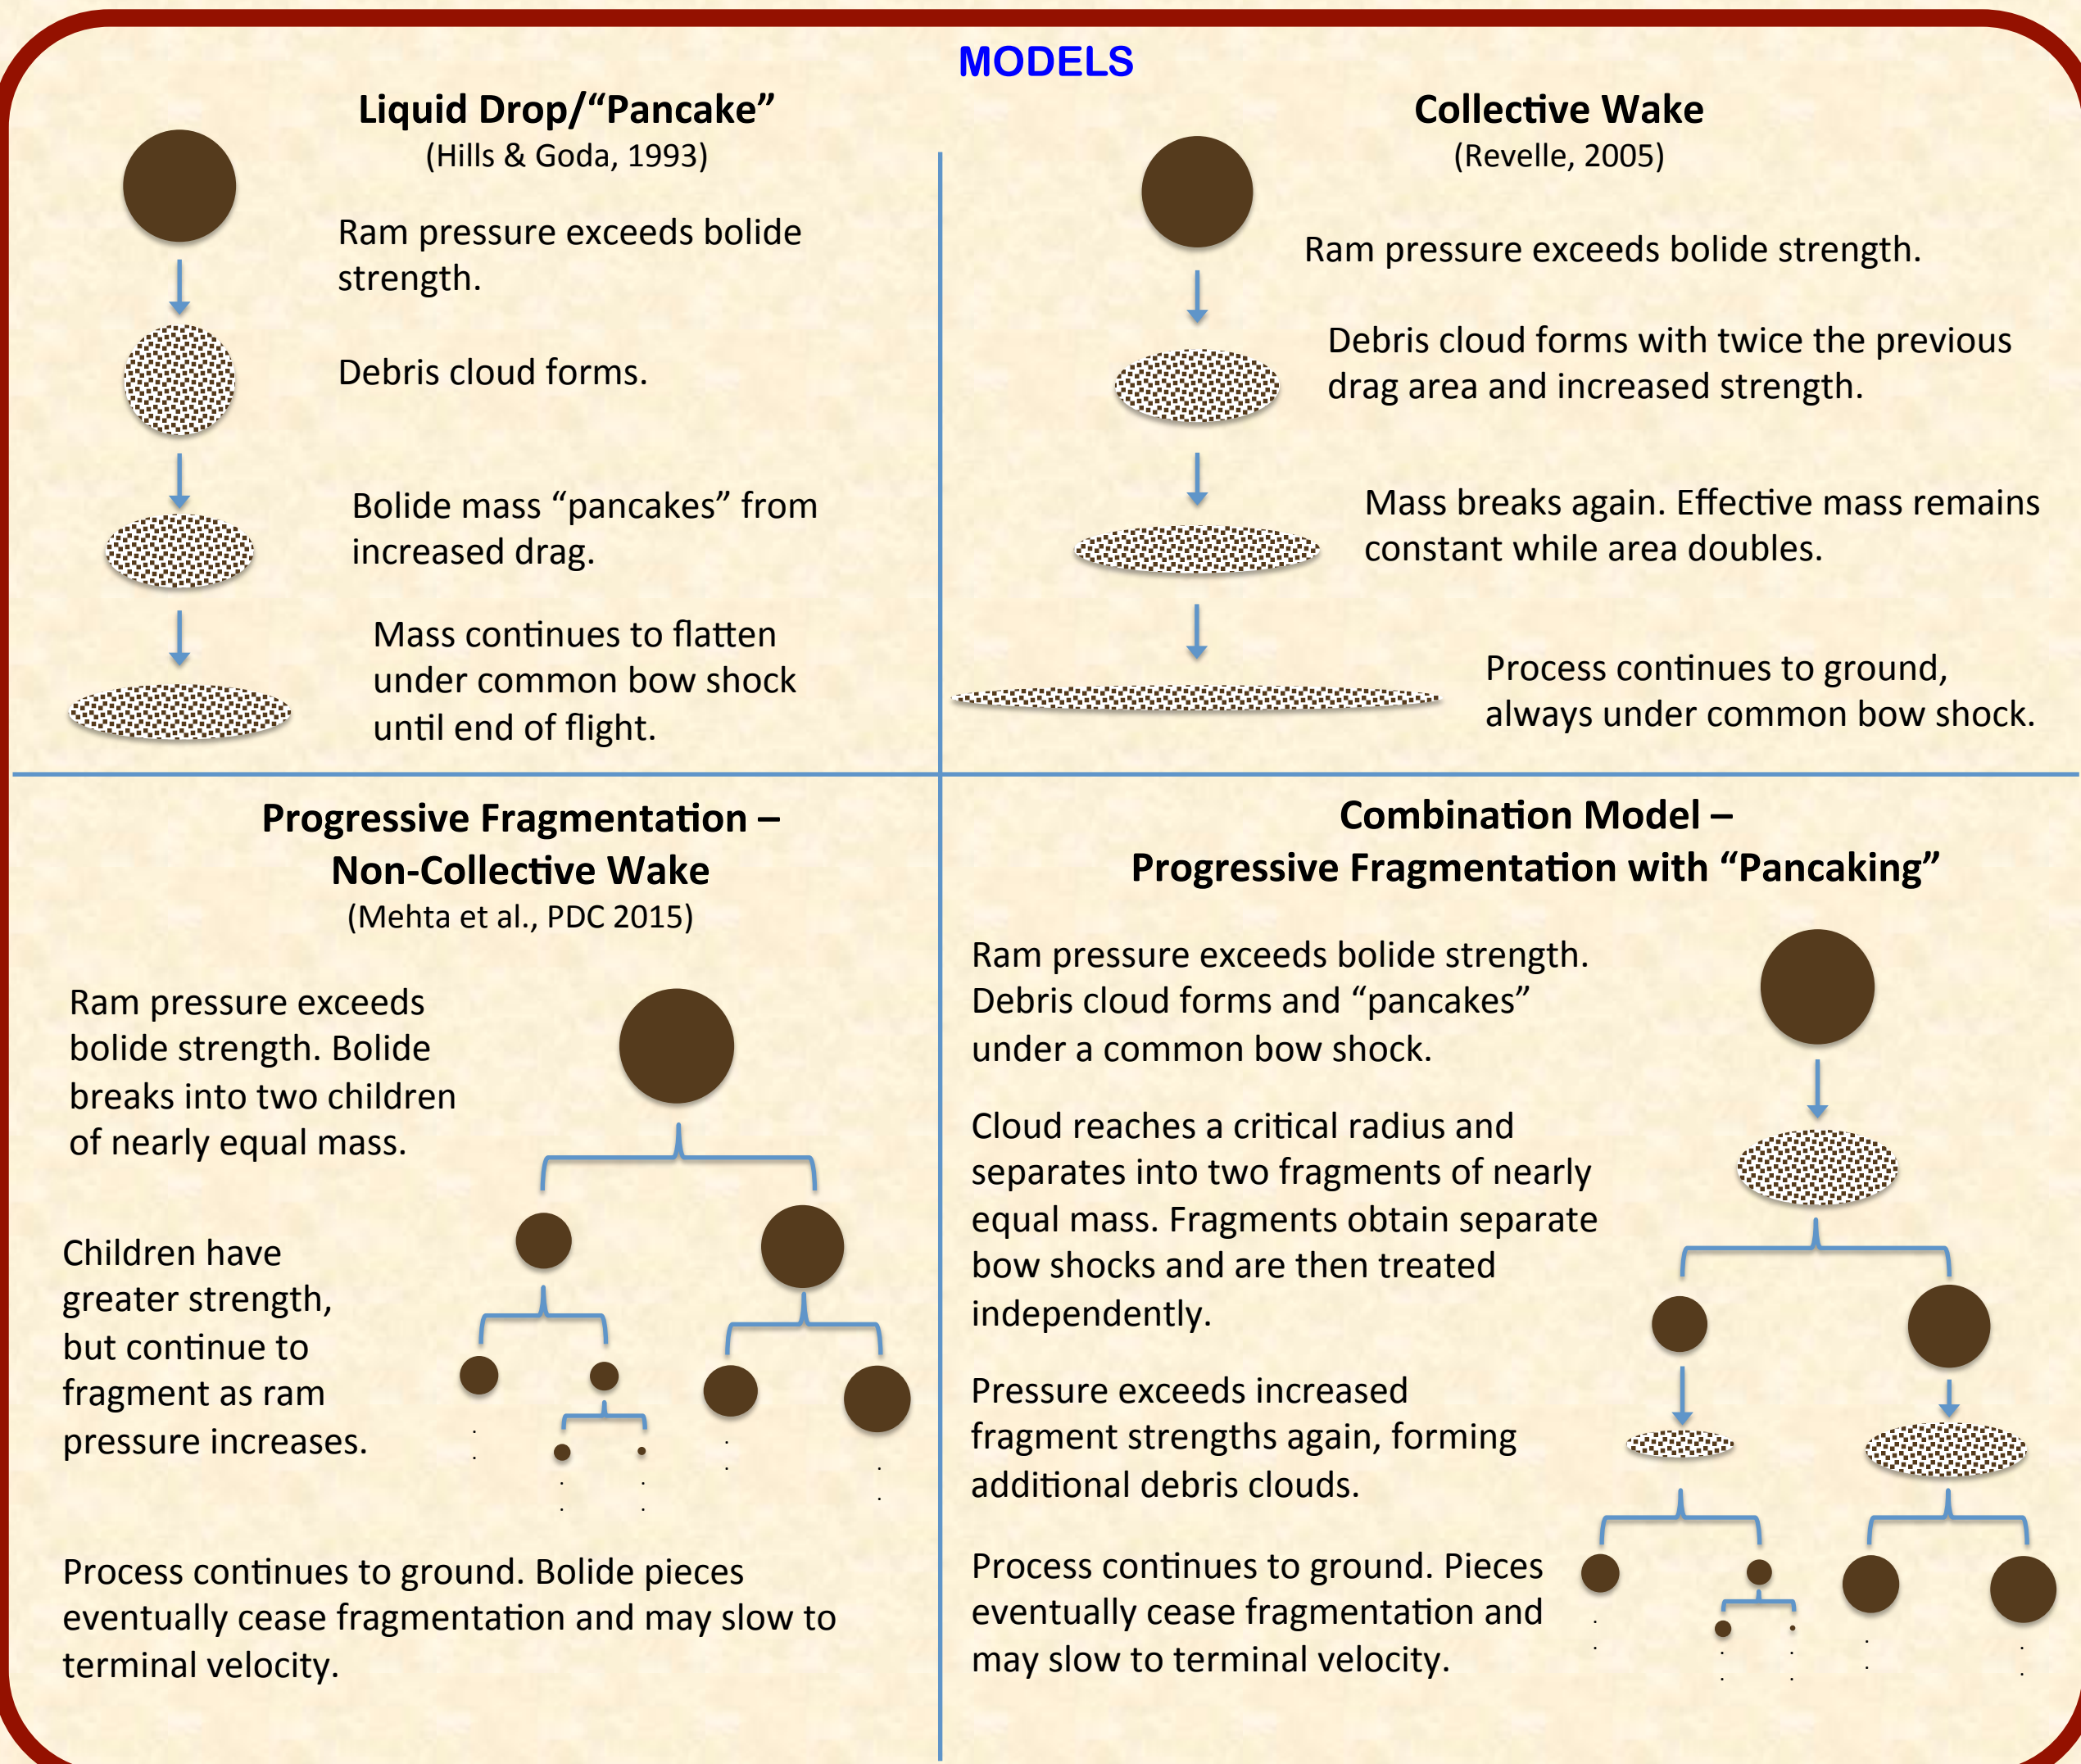 MODELS
Liquid Drop/“Pancake”
(Hills & Goda, 1993)
Ram pressure exceeds bolide
strength.
Debris cloud forms.
Bolide mass “pancakes” from
increased drag.
Mass continues to flatten
under common bow shock
until end of flight.
Collective Wake
(Revelle, 2005)
Ram pressure exceeds bolide strength.
Debris cloud forms with twice the previous
drag area and increased strength.
Mass breaks again. Effective mass remains
constant while area doubles.
Process continues to ground,
always under common bow shock.
Progressive Fragmentation –
Non-Collective Wake
(Mehta et al., PDC 2015)
Ram pressure exceeds
bolide strength. Bolide
breaks into two children
of nearly equal mass.
Children have
greater strength,
but continue to
fragment as ram
pressure increases.
Process continues to ground. Bolide pieces
eventually cease fragmentation and may slow to
terminal velocity.
Combination Model –
Progressive Fragmentation with “Pancaking”
Ram pressure exceeds bolide strength.
Debris cloud forms and “pancakes”
under a common bow shock.
Cloud reaches a critical radius and
separates into two fragments of nearly
equal mass. Fragments obtain separate
bow shocks and are then treated
independently.
Pressure exceeds increased
fragment strengths again, forming
additional debris clouds.
Process continues to ground. Pieces
eventually cease fragmentation and
may slow to terminal velocity.